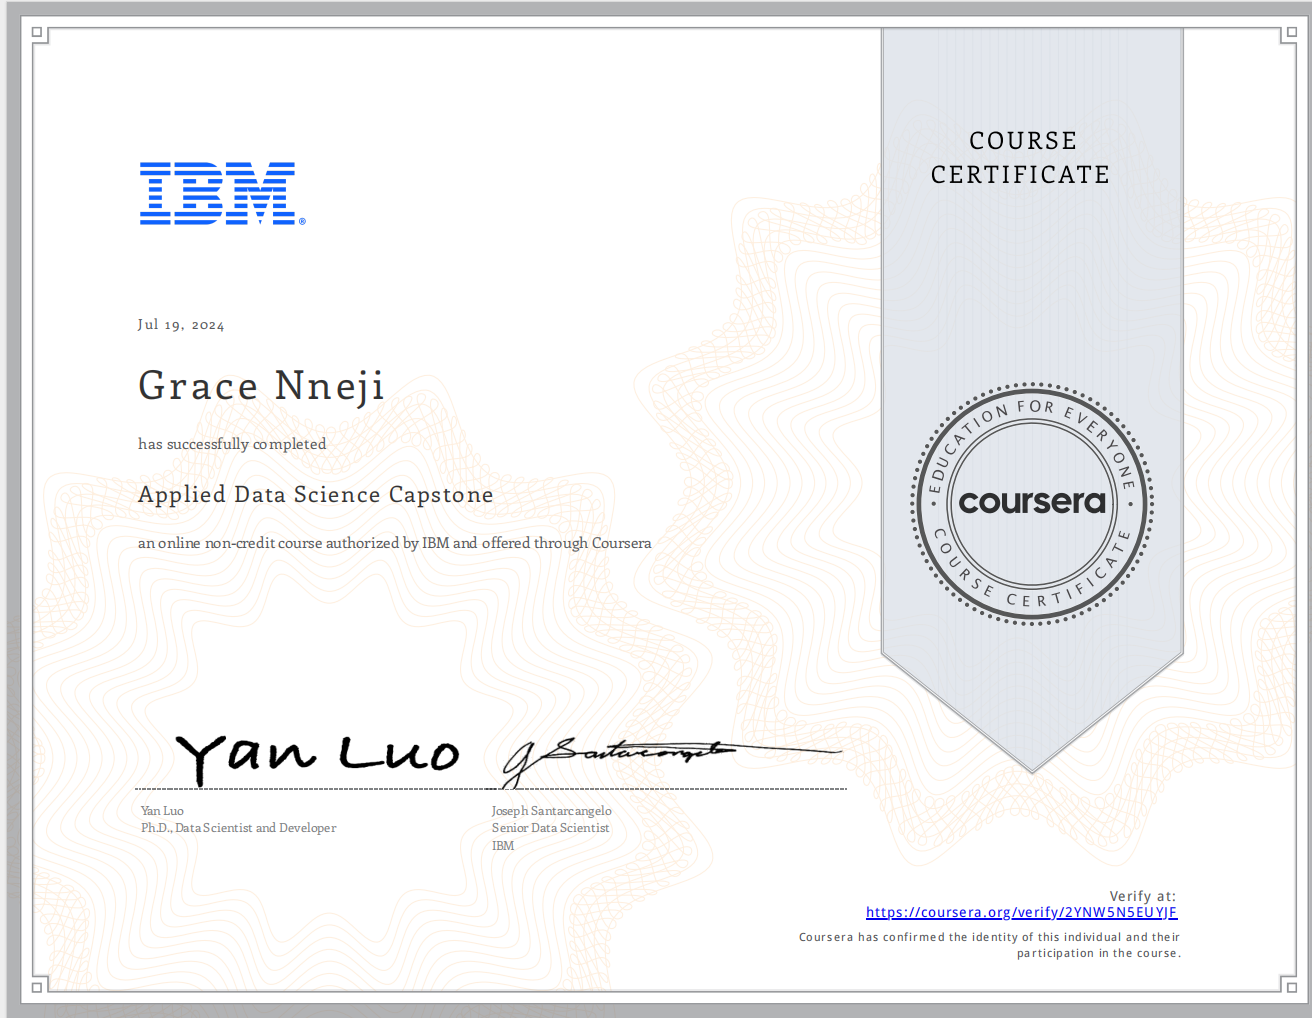 IBM®
COURSE
CERTIFICATE
Jul 19, 2024
Grace Nneji
has successfully completed
Applied Data Science Capstone
an online non-credit course authorized by IBM and offered through Coursera
EDUCATION FOR EVERYONE
coursera
COURSE CERTIFICATE
Yan Luo
J Santarcangelo
Yan Luo
Ph.D., Data Scientist and Developer
Joseph Santarcangelo
Senior Data Scientist
IBM
Verify at:
https://coursera.org/verify/2YNW5N5EUYJF
Coursera has confirmed the identity of this individual and their
participation in the course.